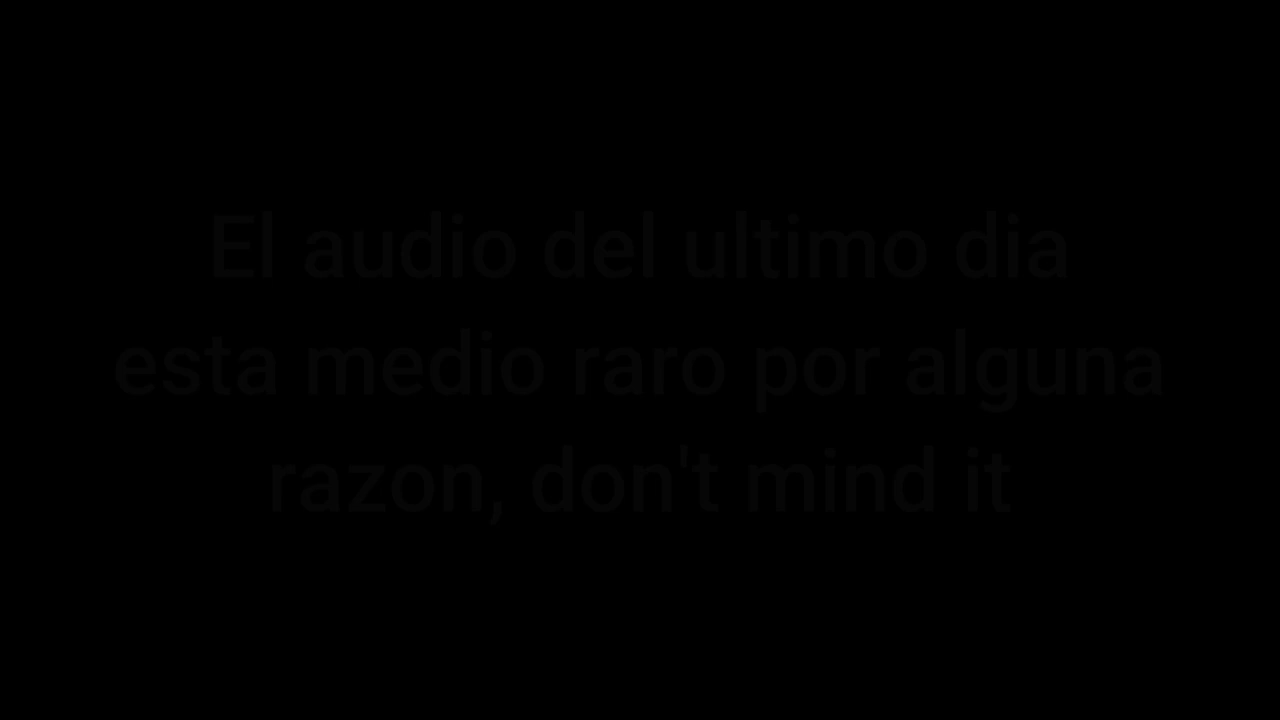 El audio del ultimo dia
esta medio raro por alguna
razon, don't mind it